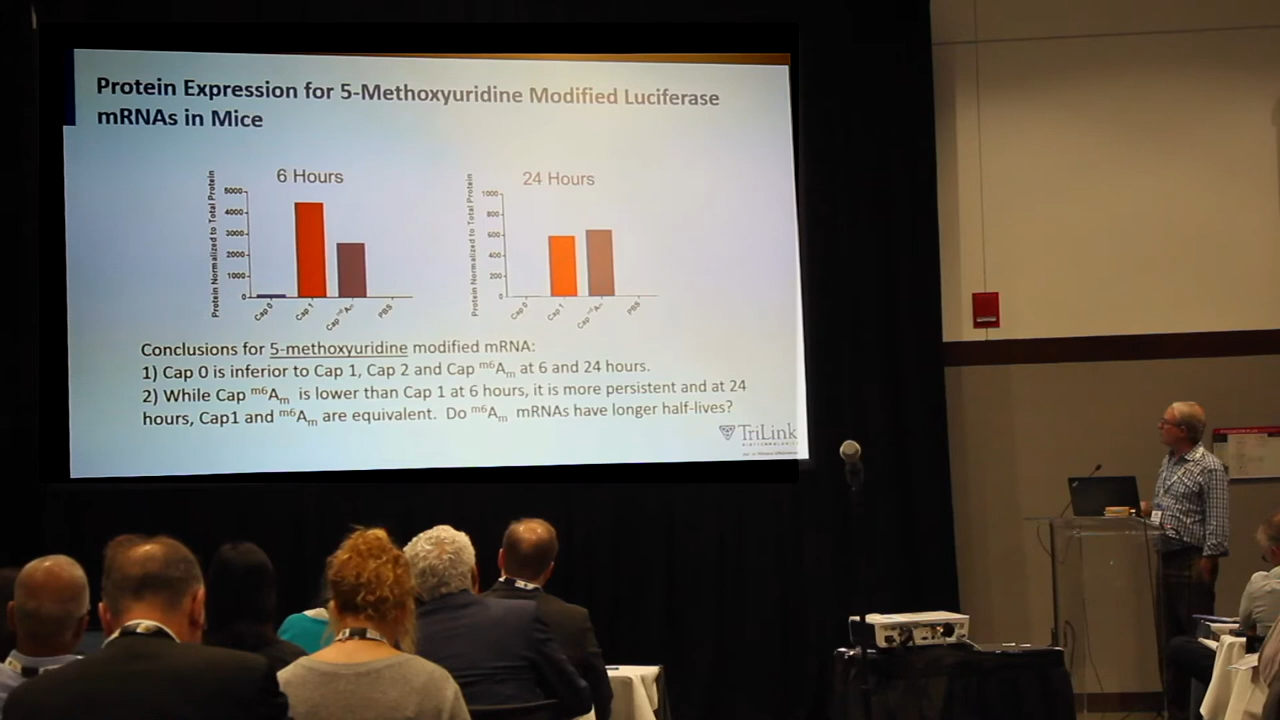 Protein Expression for 5-Methoxyuridine Modified Luciferase
mRNAs in Mice
6 Hours
Protein Normalized to Total Protein
5000
4000
3000
2000
1000
0
Cap 0
Cap 1
Cap m6Am
PBS
24 Hours
Protein Normalized to Total Protein
1000
800
600
400
200
0
Cap 0
Cap 1
Cap m6Am
PBS
Conclusions for 5-methoxyuridine modified mRNA:
1) Cap 0 is inferior to Cap 1, Cap 2 and Cap m6Am at 6 and 24 hours.
2) While Cap m6Am is lower than Cap 1 at 6 hours, it is more persistent and at 24
hours, Cap1 and m6Am are equivalent. Do m6Am mRNAs have longer half-lives?
TriLink